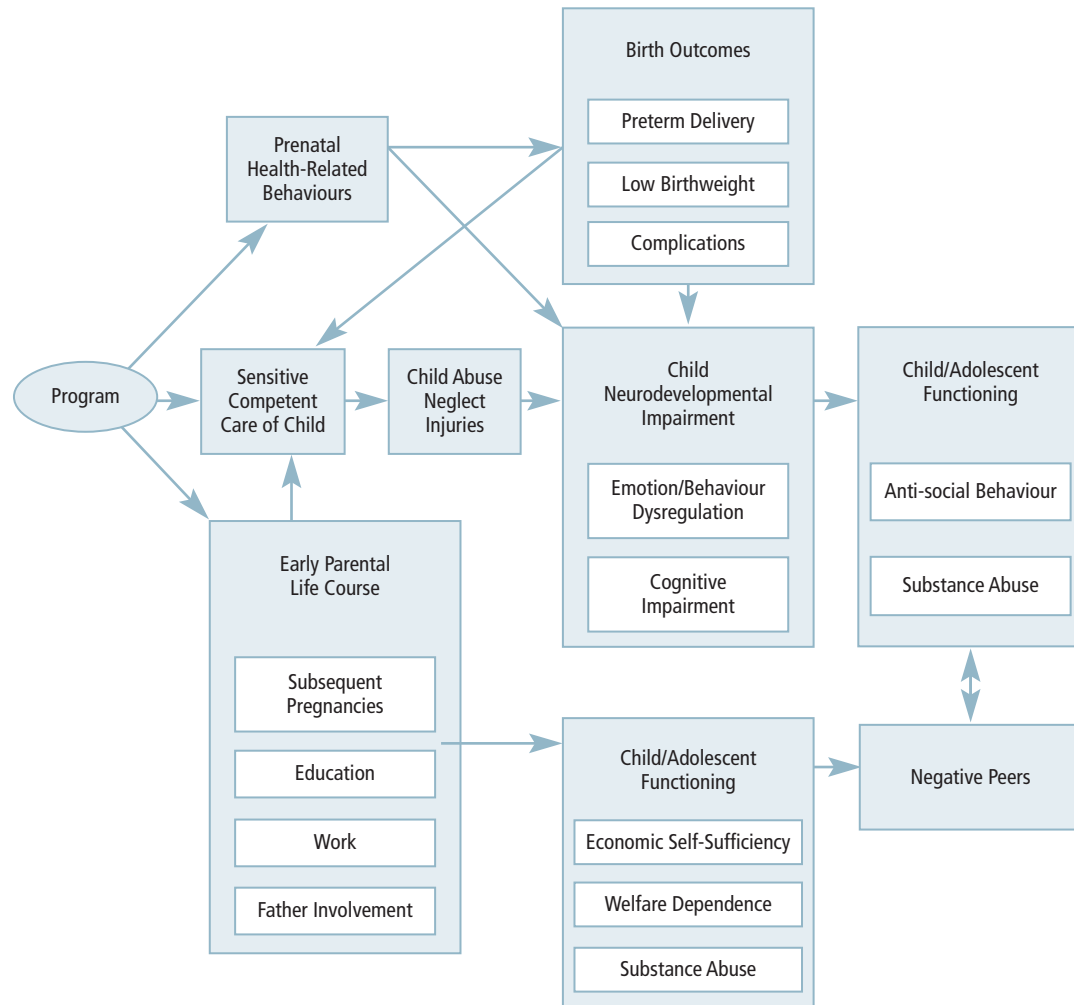 Birth Outcomes
Preterm Delivery
Low Birthweight
Complications
Prenatal
Health-Related
Behaviours
Program
Sensitive
Competent
Care of Child
Child Abuse
Neglect
Injuries
Child
Neurodevelopmental
Impairment
Emotion/Behaviour
Dysregulation
Cognitive
Impairment
Child/Adolescent
Functioning
Anti-social Behaviour
Substance Abuse
Early Parental
Life Course
Subsequent
Pregnancies
Education
Work
Father Involvement
Child/Adolescent
Functioning
Economic Self-Sufficiency
Welfare Dependence
Substance Abuse
Negative Peers